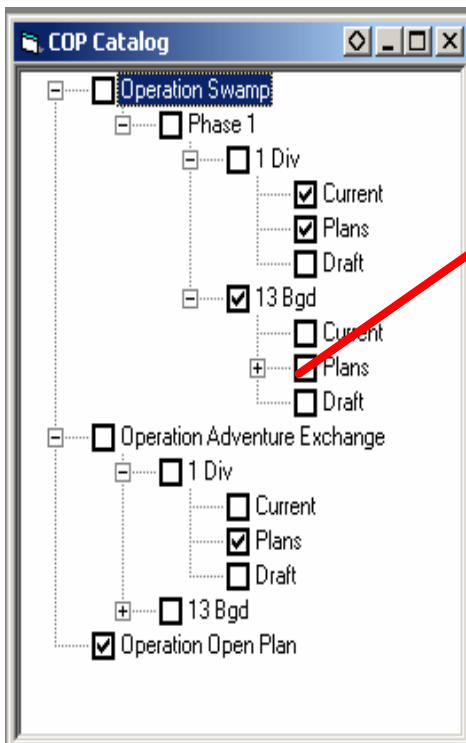 COP Catalog
Operation Swamp
Phase 1
1 Div
Current
Plans
Draft
13 Bgd
Current
Plans
Draft
Operation Adventure Exchange
1 Div
Current
Plans
Draft
13 Bgd
Operation Open Plan